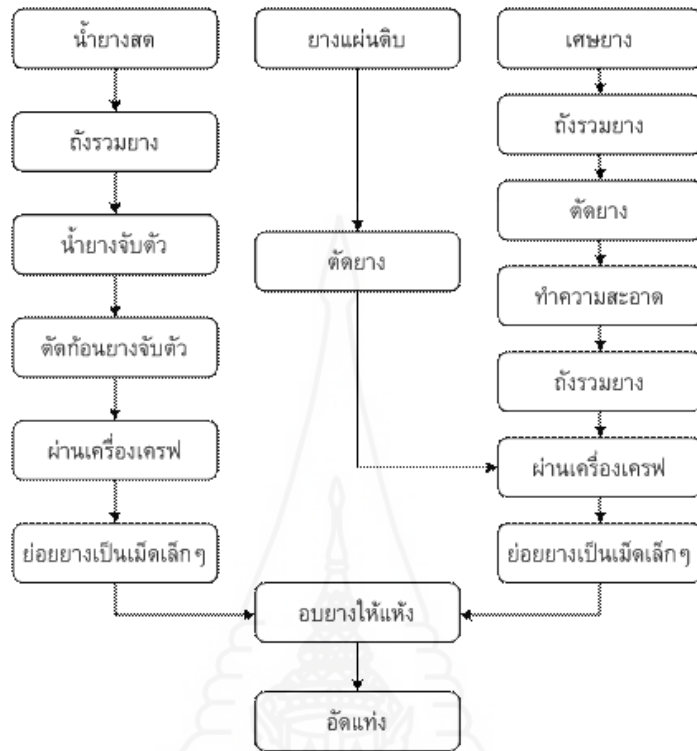 น้ำยางสด
ถังรวมยาง
น้ำยางจับตัว
ตัดก้อนยางจับตัว
ผ่านเครื่องเครฟ
ย่อยยางเป็นเม็ดเล็กๆ
ยางแผ่นดิบ
ตัดยาง
เศษยาง
ถังรวมยาง
ตัดยาง
ทำความสะอาด
ถังรวมยาง
ผ่านเครื่องเครฟ
ย่อยยางเป็นเม็ดเล็กๆ
อบยางให้แห้ง
อัดแท่ง